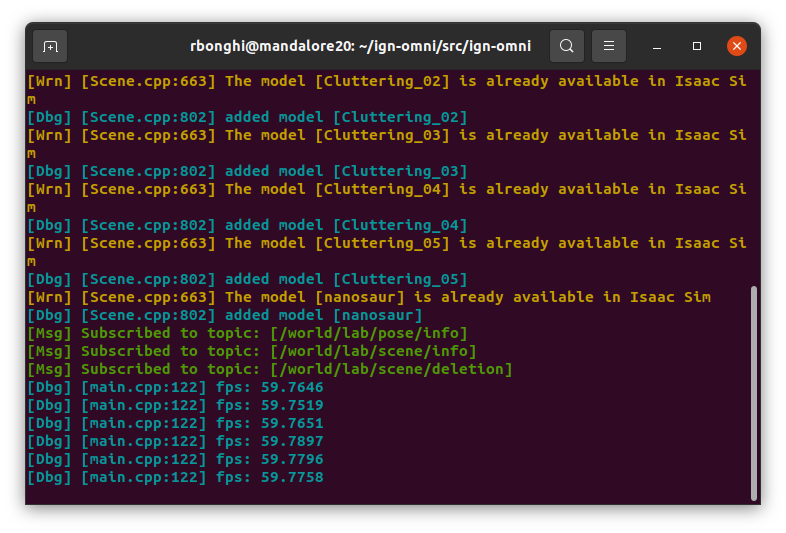 rbonghi@mandalore20: ~/ign-omni/src/ign-omni
[Wrn] [Scene.cpp:663] The model [Cluttering_02] is already available in Isaac Si
m
[Dbg] [Scene.cpp:802] added model [Cluttering_02]
[Wrn] [Scene.cpp:663] The model [Cluttering_03] is already available in Isaac Si
m
[Dbg] [Scene.cpp:802] added model [Cluttering_03]
[Wrn] [Scene.cpp:663] The model [Cluttering_04] is already available in Isaac Si
m
[Dbg] [Scene.cpp:802] added model [Cluttering_04]
[Wrn] [Scene.cpp:663] The model [Cluttering_05] is already available in Isaac Si
m
[Dbg] [Scene.cpp:802] added model [Cluttering_05]
[Wrn] [Scene.cpp:663] The model [nanosaur] is already available in Isaac Sim
[Dbg] [Scene.cpp:802] added model [nanosaur]
[Msg] Subscribed to topic: [/world/lab/pose/info]
[Msg] Subscribed to topic: [/world/lab/scene/info]
[Msg] Subscribed to topic: [/world/lab/scene/deletion]
[Dbg] [main.cpp:122] fps: 59.7646
[Dbg] [main.cpp:122] fps: 59.7519
[Dbg] [main.cpp:122] fps: 59.7651
[Dbg] [main.cpp:122] fps: 59.7897
[Dbg] [main.cpp:122] fps: 59.7796
[Dbg] [main.cpp:122] fps: 59.7758